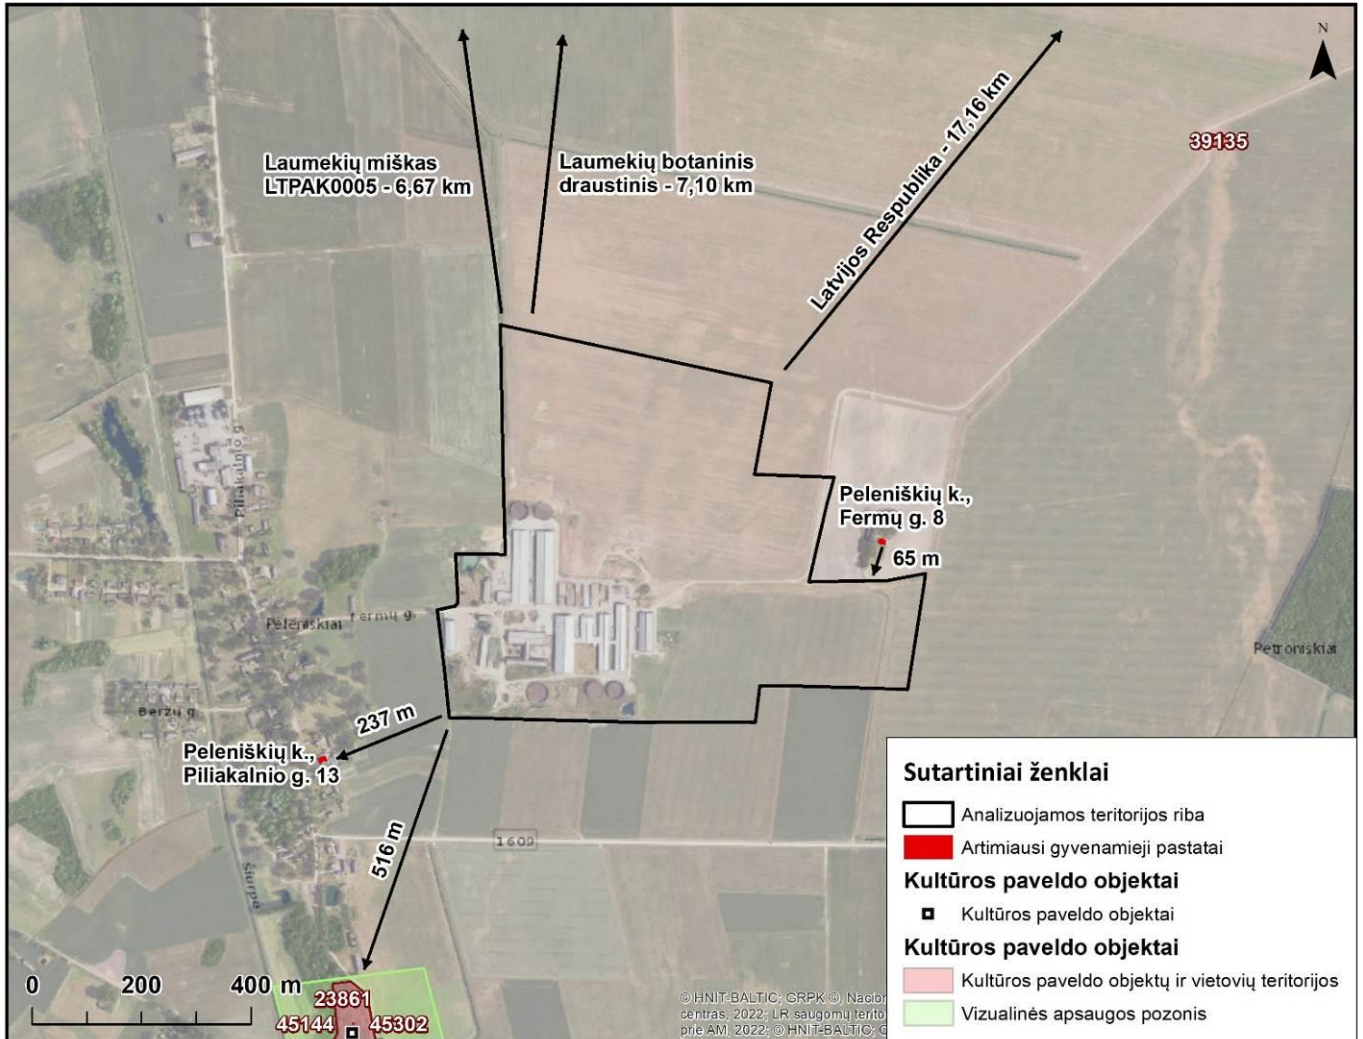 N
39135
Laumekių miškas
LTPAK0005 - 6,67 km
Laumekių botaninis
draustinis - 7,10 km
Latvijos Respublika - 17,16 km
Piliakalnio g.
Peleniškių k.,
Fermų g. 8
65 m
Peleniškiai
Fermų g.
Petroniškiai
Beržų g.
237 m
Peleniškių k.,
Piliakalnio g. 13
516 m
1609
Šiurpė
0 200 400 m
23861
45144 45302
© HNIT-BALTIC; GRPK ©, Nacion
centras, 2022; LR saugomų terito
prie AM, 2022; © HNIT-BALTIC;
Sutartiniai ženklai
Analizuojamos teritorijos riba
Artimiausi gyvenamieji pastatai
Kultūros paveldo objektai
Kultūros paveldo objektai
Kultūros paveldo objektai
Kultūros paveldo objektų ir vietovių teritorijos
Vizualinės apsaugos pozonis